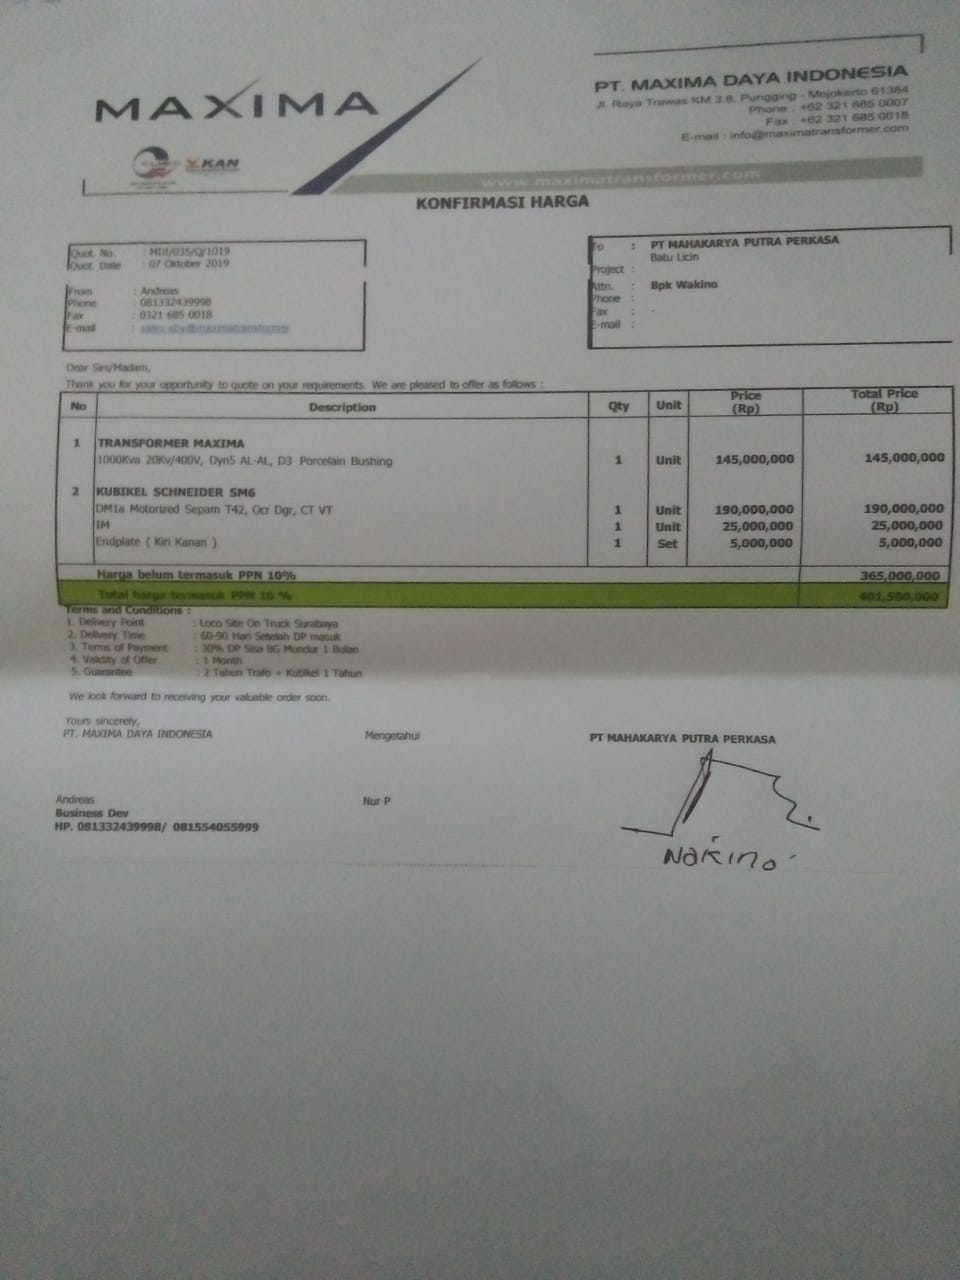 MAXIMA
PT. MAXIMA DAYA INDONESIA
Jl. Raya Trawas KM 3.8, Pungging - Mojokerto 61384
Phone : +62 321 685 0007
Fax : +62 321 685 0018
E-mail : info@maximatransformer.com
KAN
www.maximatransformer.com
KONFIRMASI HARGA
Quot. No. : MDI/035/Q/1019
Quot. Date : 07 Oktober 2019
From : Andreas
Phone : 081332439998
Fax : 0321 685 0018
E-mail : sales-sby@maximatransformer
To : PT MAHAKARYA PUTRA PERKASA
Batu Licin
Project :
Attn. : Bpk Wakino
Phone :
Fax : -
E-mail :
Dear Sirs/Madam,
Thank you for your opportunity to quote on your requirements. We are pleased to offer as follows :
No Description Qty Unit Price (Rp) Total Price (Rp)
1 TRANSFORMER MAXIMA
1000Kva 20Kv/400V, Dyn5 AL-AL, D3 Porcelain Bushing 1 Unit 145,000,000 145,000,000
2 KUBIKEL SCHNEIDER SM6
DM1a Motorized Sepam T42, Ocr Dgr, CT VT 1 Unit 190,000,000 190,000,000
IM 1 Unit 25,000,000 25,000,000
Endplate ( Kiri Kanan ) 1 Set 5,000,000 5,000,000
Harga belum termasuk PPN 10% 365,000,000
Total harga termasuk PPN 10 % 401,500,000
Terms and Conditions :
1. Delivery Point : Loco Site On Truck Surabaya
2. Delivery Time : 60-90 Hari Setelah DP masuk
3. Terms of Payment : 30% DP Sisa BG Mundur 1 Bulan
4. Validity of Offer : 1 Month
5. Guarantee : 2 Tahun Trafo + Kubikel 1 Tahun
We look forward to receiving your valuable order soon.
Yours sincerely,
PT. MAXIMA DAYA INDONESIA Mengetahui PT MAHAKARYA PUTRA PERKASA
Andreas Nur P
Business Dev
HP. 081332439998/ 081554055999
Wakino